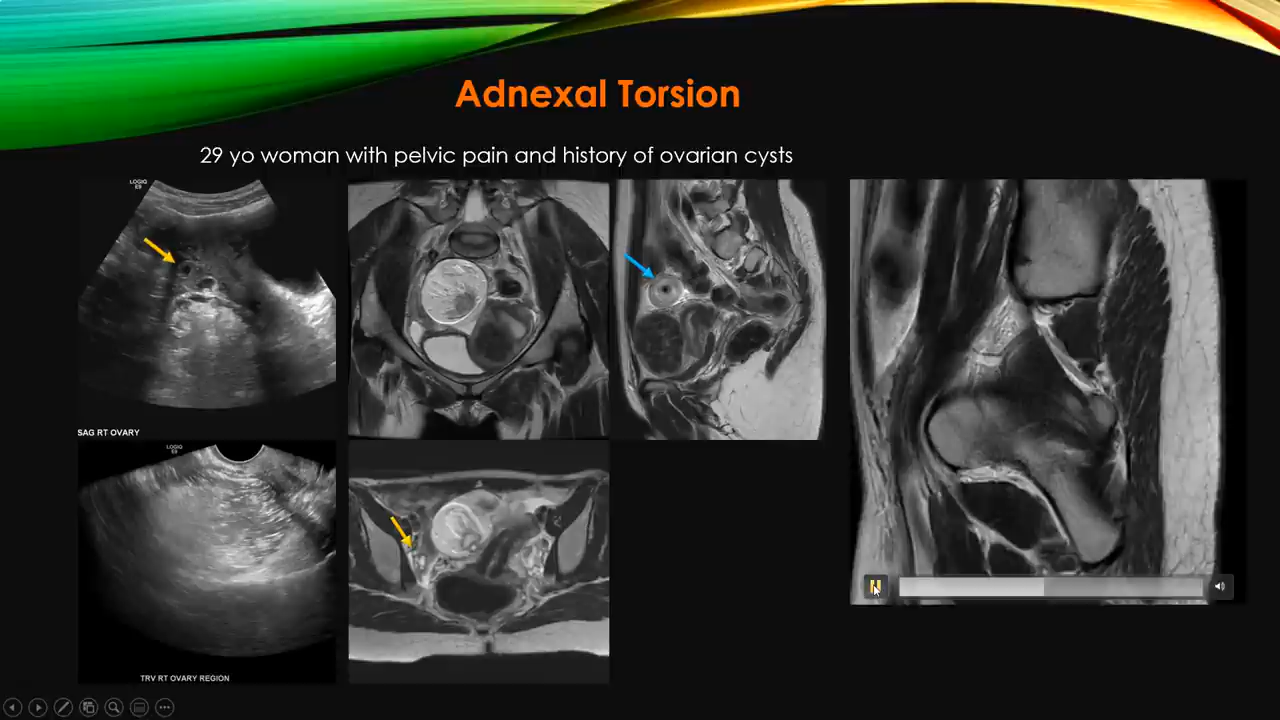 Adnexal Torsion
29 yo woman with pelvic pain and history of ovarian cysts
LOGIQ
E9
SAG RT OVARY
LOGIQ
E9
TRV RT OVARY REGION